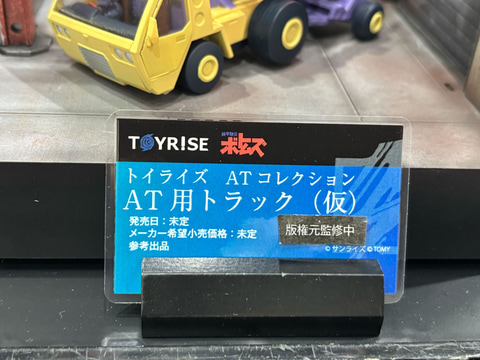 TOYRISE 装甲騎兵 ボトムズ
トイライズ ATコレクション
AT用トラック（仮）
発売日：未定
メーカー希望小売価格：未定
参考出品
版権元監修中
©サンライズ ©TOMY